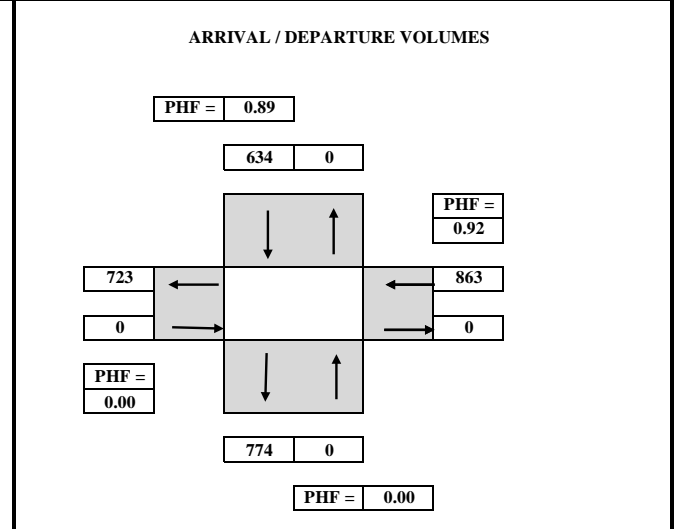 ARRIVAL / DEPARTURE VOLUMES
PHF = 0.89
634 0
PHF =
0.92
723 863
0 0
PHF =
0.00
774 0
PHF = 0.00